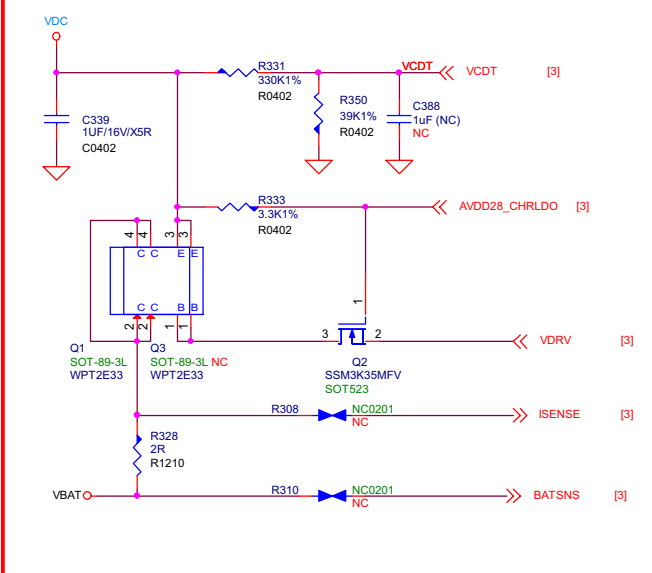 VDC
R331
330K1%
R0402
VCDT
VCDT
[3]
C339
1UF/16V/X5R
C0402
R350
39K1%
R0402
C388
1uF (NC)
NC
R333
3.3K1%
R0402
AVDD28_CHRLDO
[3]
4
4
3
3
C
C
E
E
C
C
B
B
2
2
1
1
1
3
2
VDRV
[3]
Q1
SOT-89-3L
WPT2E33
Q3
SOT-89-3L NC
WPT2E33
Q2
SSM3K35MFV
SOT523
R308
NC0201
NC
ISENSE
[3]
R328
2R
R1210
VBAT
R310
NC0201
NC
BATSNS
[3]